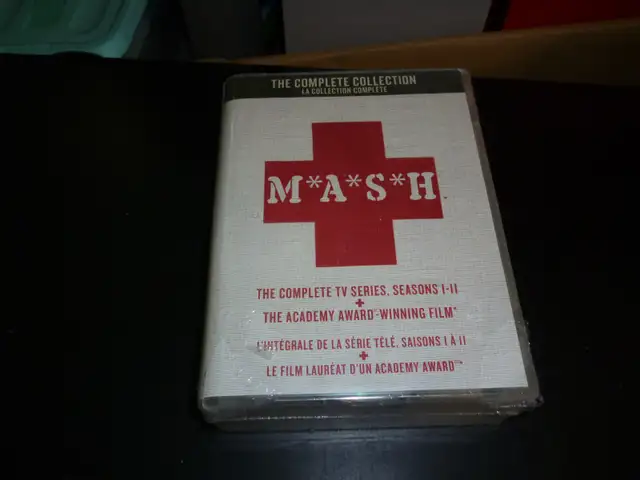 THE COMPLETE COLLECTION
LA COLLECTION COMPLÈTE
M*A*S*H
THE COMPLETE TV SERIES, SEASONS 1-11
+
THE ACADEMY AWARD®-WINNING FILM*
L'INTÉGRALE DE LA SÉRIE TÉLÉ, SAISONS 1 À 11
+
LE FILM LAURÉAT D'UN ACADEMY AWARD™*